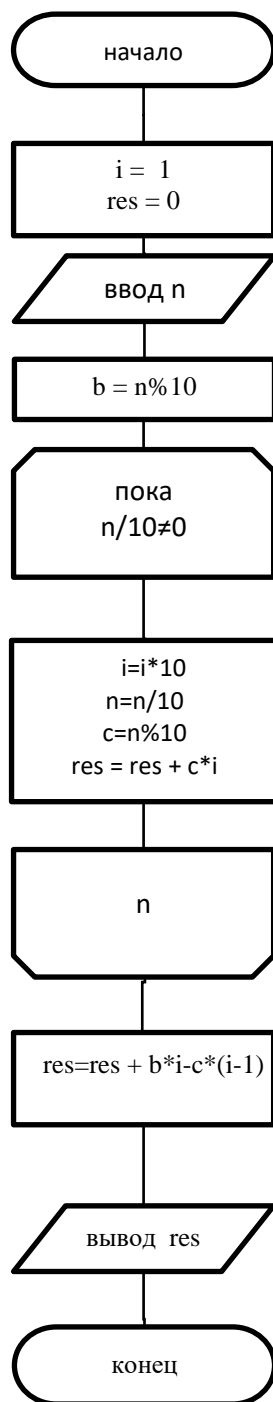 начало
i = 1
res = 0
ввод n
b = n%10
пока
n/10≠0
i=i*10
n=n/10
c=n%10
res = res + c*i
n
res=res + b*i-c*(i-1)
вывод res
конец